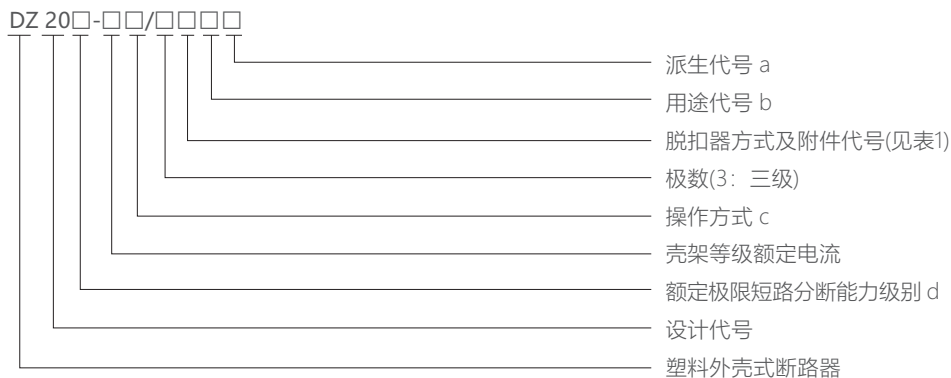 DZ 20□-□□/□□□□
派生代号 a
用途代号 b
脱扣器方式及附件代号(见表1)
极数(3：三级)
操作方式 c
壳架等级额定电流
额定极限短路分断能力级别 d
设计代号
塑料外壳式断路器